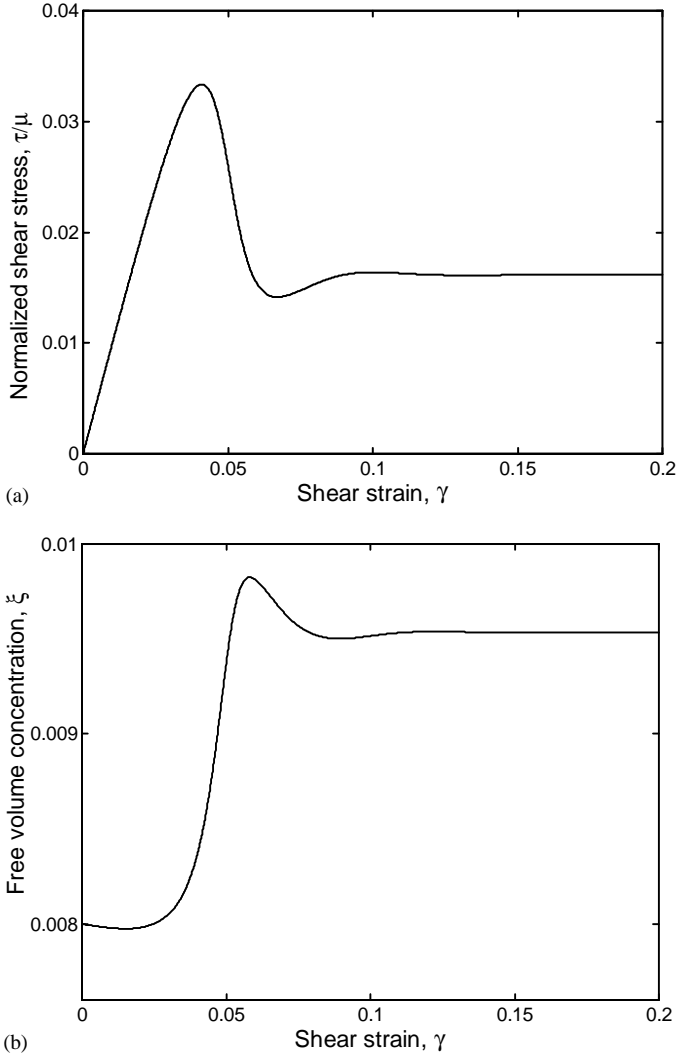 0.04
0.03
0.02
0.01
0
Normalized shear stress, τ/μ
0 0.05 0.1 0.15 0.2
Shear strain, γ
(a)
0.01
0.009
0.008
Free volume concentration, ξ
0 0.05 0.1 0.15 0.2
Shear strain, γ
(b)